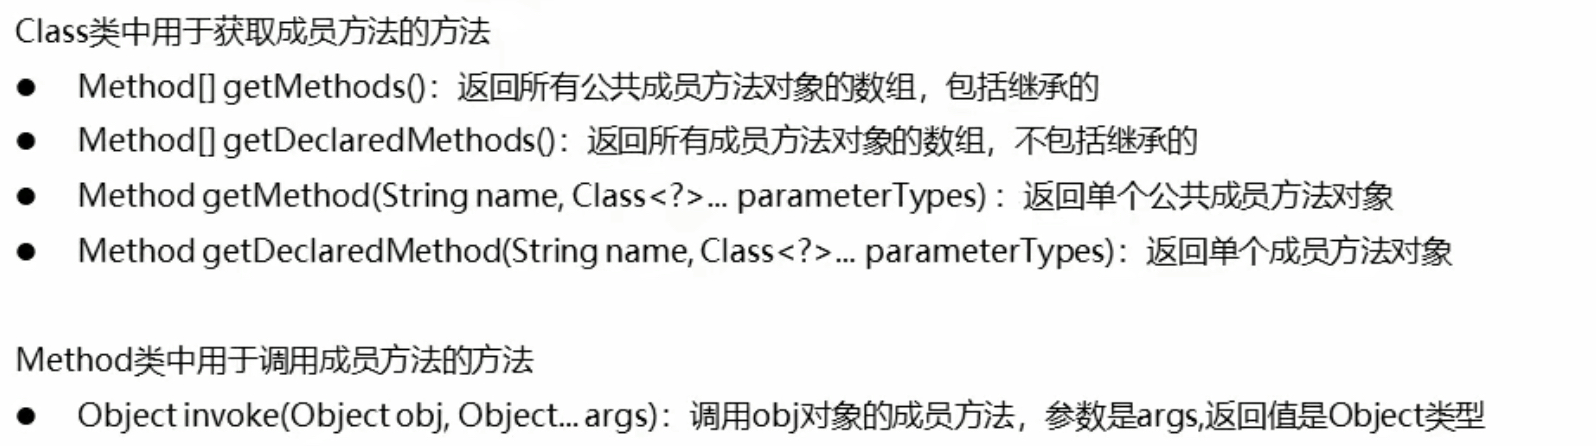 Class类中用于获取成员方法的方法
● Method[] getMethods()：返回所有公共成员方法对象的数组，包括继承的
● Method[] getDeclaredMethods()：返回所有成员方法对象的数组，不包括继承的
● Method getMethod(String name, Class<?>... parameterTypes) ：返回单个公共成员方法对象
● Method getDeclaredMethod(String name, Class<?>... parameterTypes)：返回单个成员方法对象
Method类中用于调用成员方法的方法
● Object invoke(Object obj, Object... args)：调用obj对象的成员方法，参数是args,返回值是Object类型